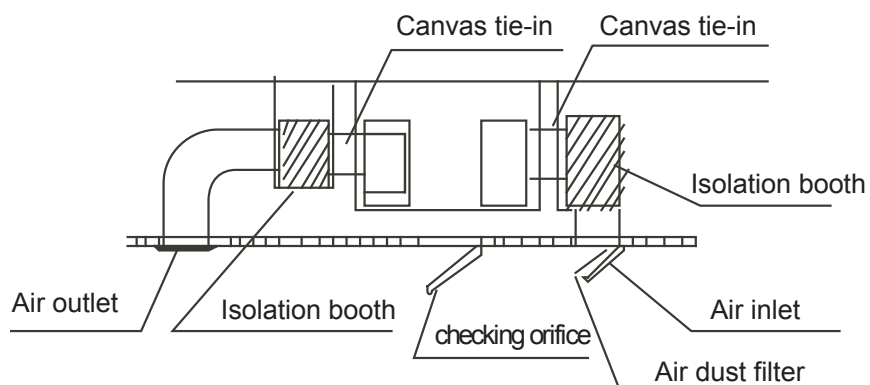 Canvas tie-in
Canvas tie-in
Isolation booth
Air outlet
Isolation booth
Air inlet
checking orifice
Air dust filter